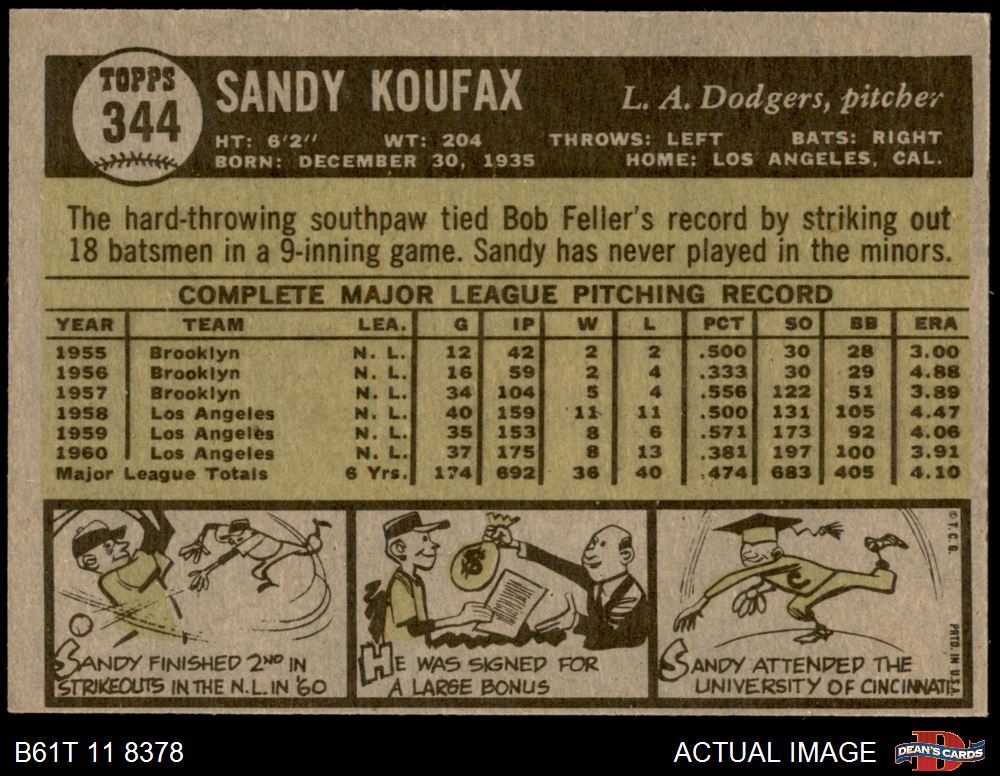 TOPPS
344
SANDY KOUFAX
L. A. Dodgers, pitcher
HT: 6'2" WT: 204 THROWS: LEFT BATS: RIGHT
BORN: DECEMBER 30, 1935 HOME: LOS ANGELES, CAL.
The hard-throwing southpaw tied Bob Feller's record by striking out
18 batsmen in a 9-inning game. Sandy has never played in the minors.
COMPLETE MAJOR LEAGUE PITCHING RECORD
YEAR TEAM LEA. G IP W L PCT SO BB ERA
1955 Brooklyn N. L. 12 42 2 2 .500 30 28 3.00
1956 Brooklyn N. L. 16 59 2 4 .333 30 29 4.88
1957 Brooklyn N. L. 34 104 5 4 .556 122 51 3.89
1958 Los Angeles N. L. 40 159 11 11 .500 131 105 4.47
1959 Los Angeles N. L. 35 153 8 6 .571 173 92 4.06
1960 Los Angeles N. L. 37 175 8 13 .381 197 100 3.91
Major League Totals 6 Yrs. 174 692 36 40 .474 683 405 4.10
SANDY FINISHED 2ND IN
STRIKEOUTS IN THE N.L. IN '60
$
HE WAS SIGNED FOR
A LARGE BONUS
C
SANDY ATTENDED THE
UNIVERSITY OF CINCINNATI
© T. C. G.
PRTD. IN U.S.A.
B61T 11 8378
ACTUAL IMAGE
D
DEAN'S CARDS